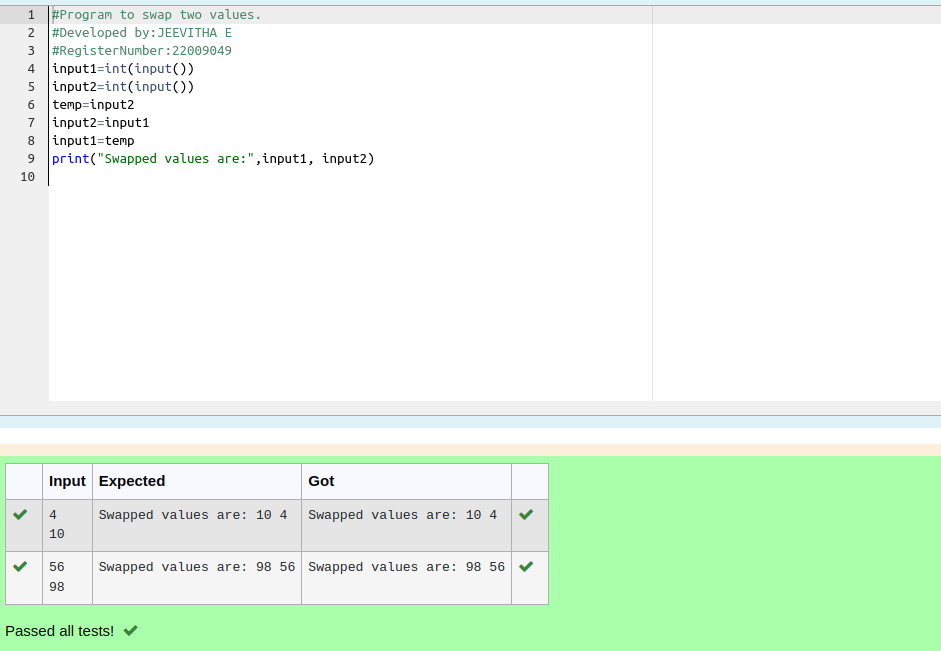 1 #Program to swap two values.
2 #Developed by:JEEVITHA E
3 #RegisterNumber:22009049
4 input1=int(input())
5 input2=int(input())
6 temp=input2
7 input2=input1
8 input1=temp
9 print("Swapped values are:",input1, input2)
10
Input Expected Got
4 Swapped values are: 10 4 Swapped values are: 10 4
10
56 Swapped values are: 98 56 Swapped values are: 98 56
98
Passed all tests!